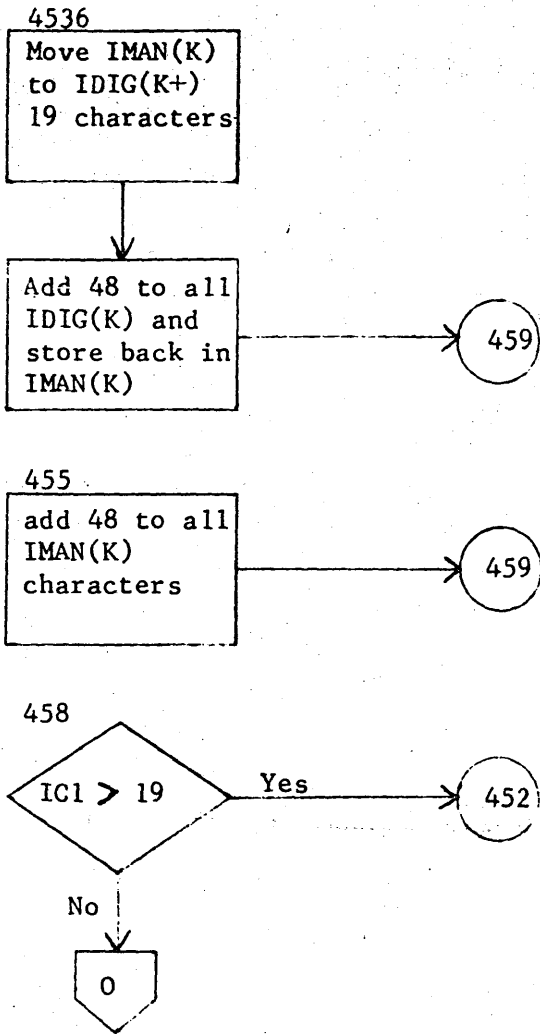 4536
Move IMAN(K)
to IDIG(K+)
19 characters
Add 48 to all
IDIG(K) and
store back in
IMAN(K)
459
455
add 48 to all
IMAN(K)
characters
459
458
IC1 > 19
Yes
452
No
0